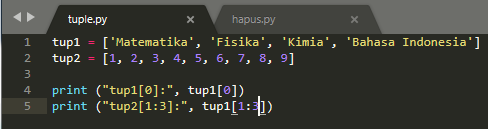 tuple.py × hapus.py ×
1 tup1 = ['Matematika', 'Fisika', 'Kimia', 'Bahasa Indonesia']
2 tup2 = [1, 2, 3, 4, 5, 6, 7, 8, 9]
3
4 print ("tup1[0]:", tup1[0])
5 print ("tup2[1:3]:", tup1[1:3])